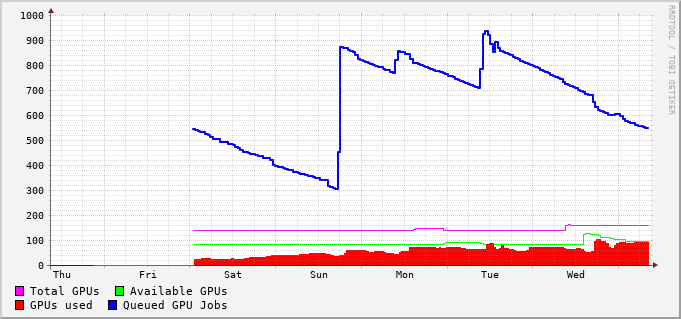 1000
900
800
700
600
500
400
300
200
100
0
Thu Fri Sat Sun Mon Tue Wed
Total GPUs Available GPUs
GPUs used Queued GPU Jobs
RRDTOOL / TOBI OETIKER